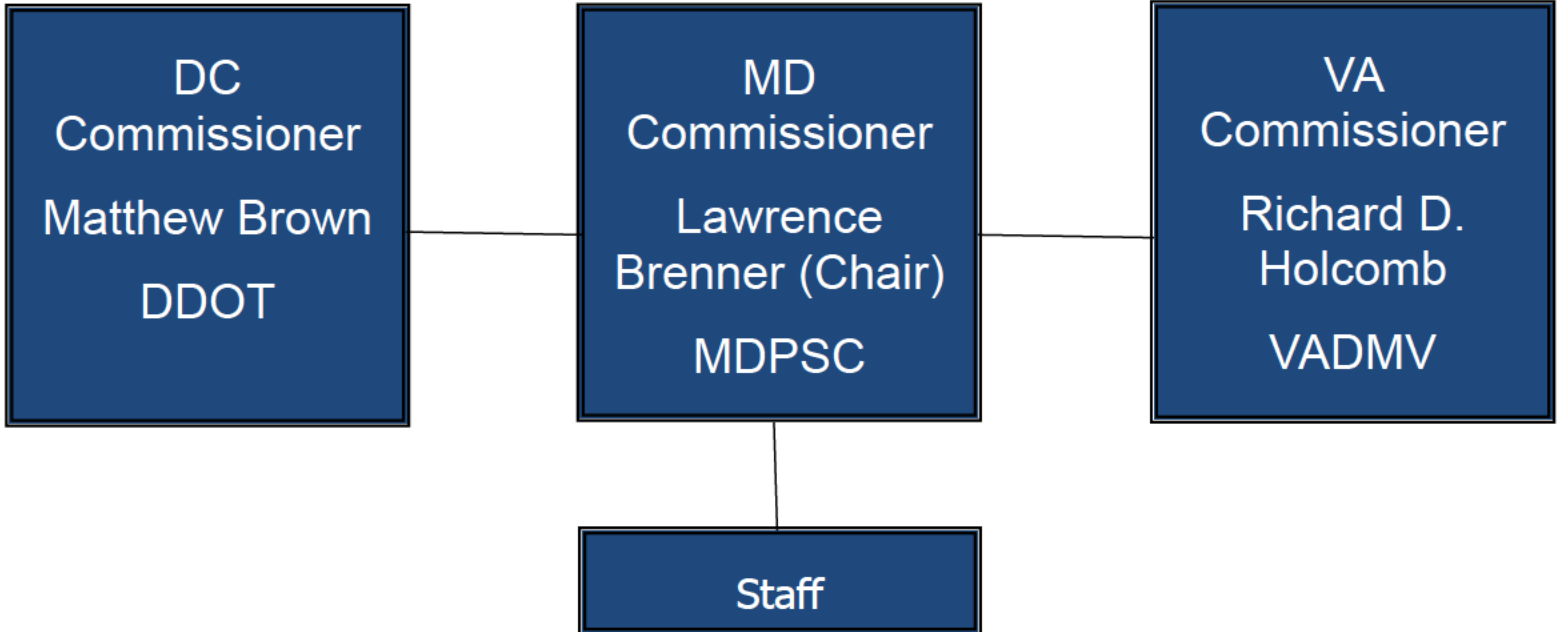 DC
Commissioner
Matthew Brown
DDOT
MD
Commissioner
Lawrence
Brenner (Chair)
MDPSC
VA
Commissioner
Richard D.
Holcomb
VADMV
Staff